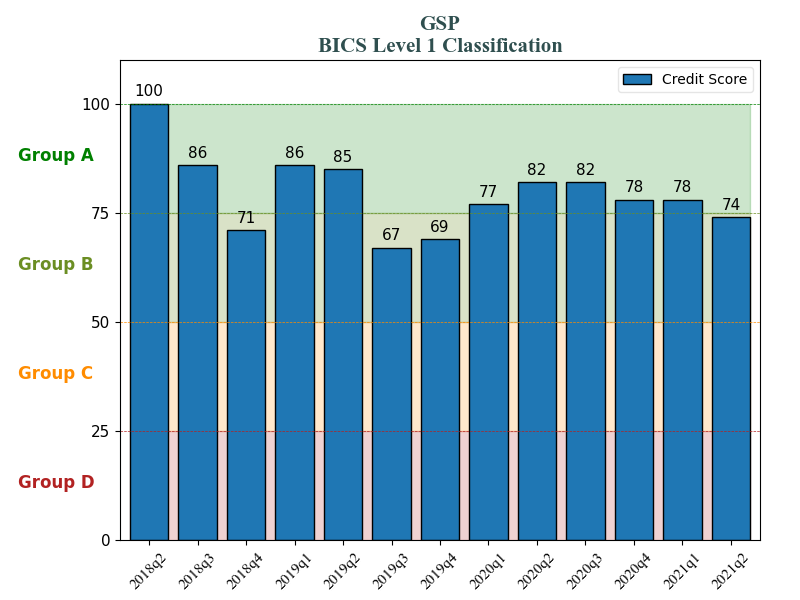 GSP
BICS Level 1 Classification
Credit Score
100
75
50
25
0
Group A
Group B
Group C
Group D
100
86
71
86
85
67
69
77
82
82
78
78
74
2018q2
2018q3
2018q4
2019q1
2019q2
2019q3
2019q4
2020q1
2020q2
2020q3
2020q4
2021q1
2021q2